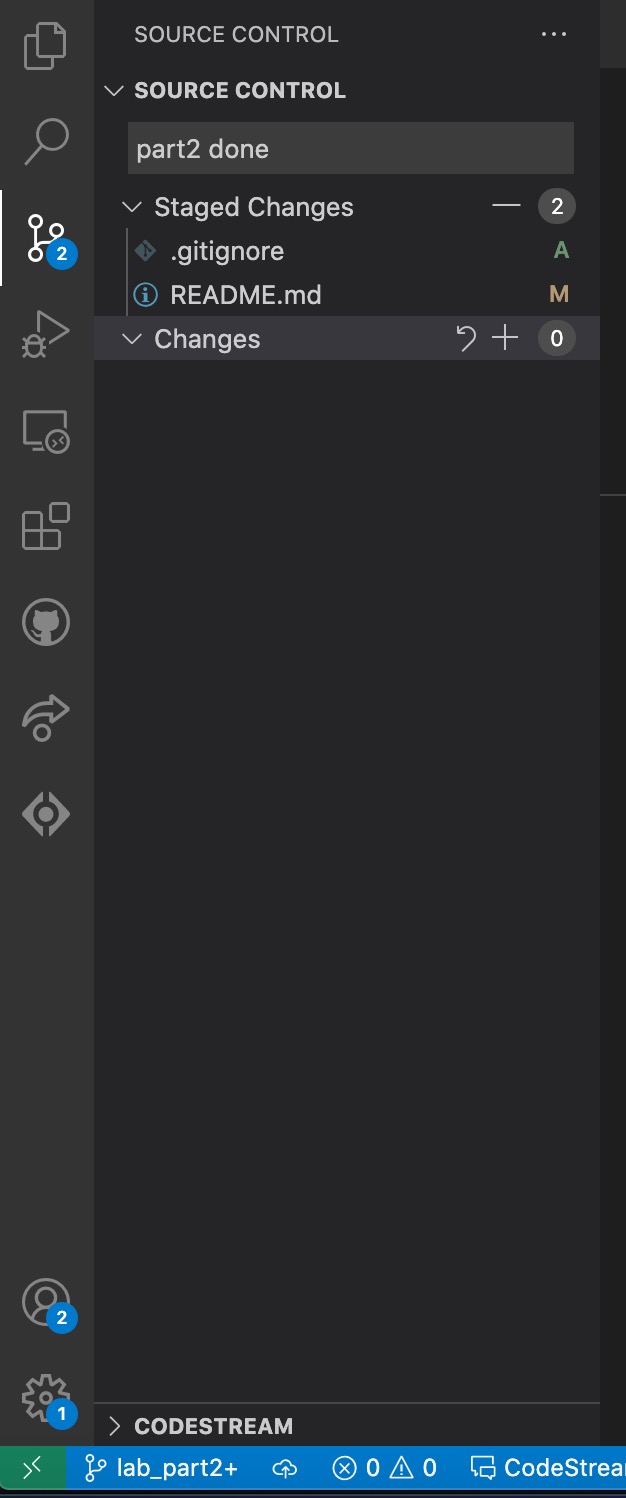 SOURCE CONTROL
SOURCE CONTROL
part2 done
2
Staged Changes 2
.gitignore A
README.md M
Changes 0
2
1
CODESTREAM
lab_part2+ 0 0 CodeStrea